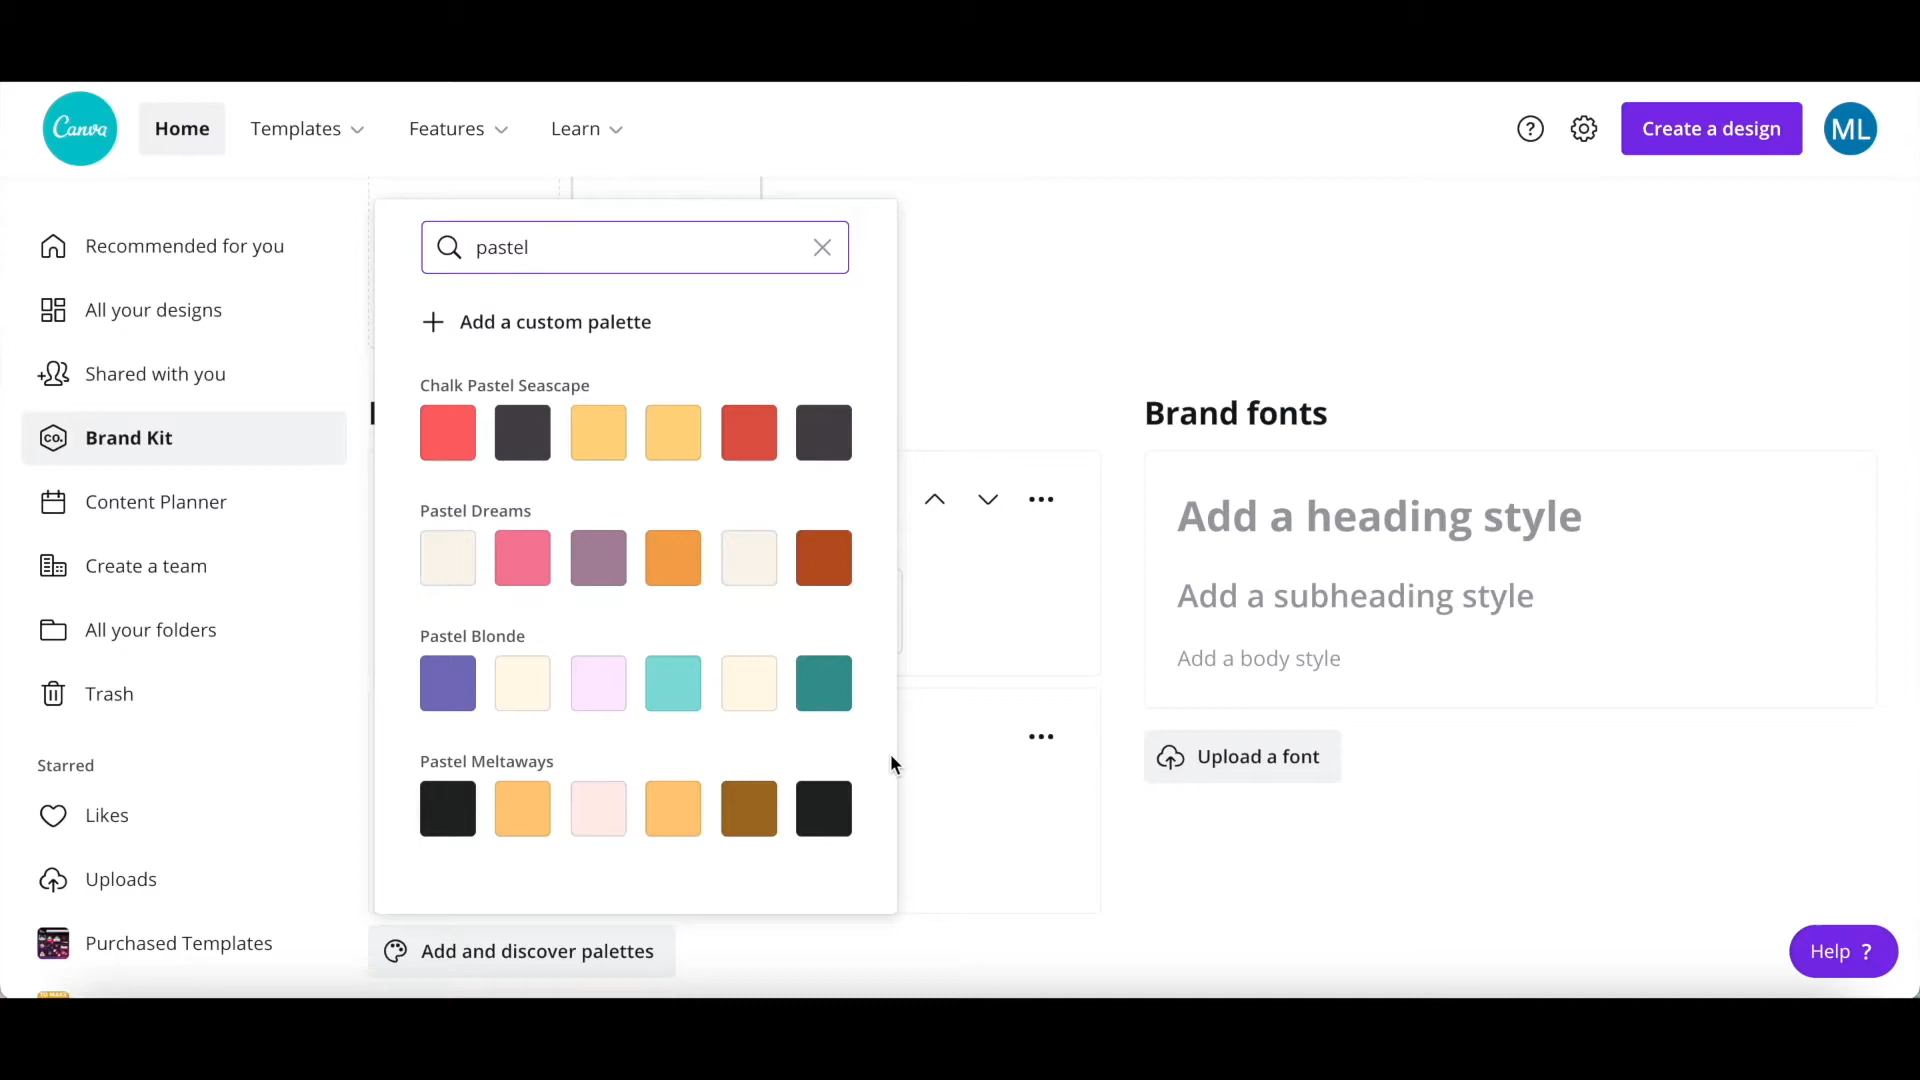 Canva
Home
Templates
Features
Learn
?
Create a design
ML
Recommended for you
All your designs
Shared with you
CO.
Brand Kit
Content Planner
Create a team
All your folders
Trash
Starred
Likes
Uploads
Purchased Templates
pastel
Add a custom palette
Chalk Pastel Seascape
Pastel Dreams
Pastel Blonde
Pastel Meltaways
Add and discover palettes
Brand fonts
Add a heading style
Add a subheading style
Add a body style
Upload a font
Help ?